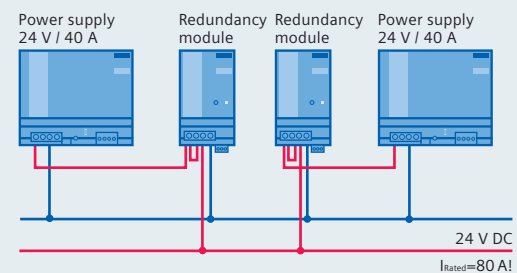 Power supply
24 V / 40 A
Redundancy
module
Redundancy
module
Power supply
24 V / 40 A
24 V DC
IRated=80 A!